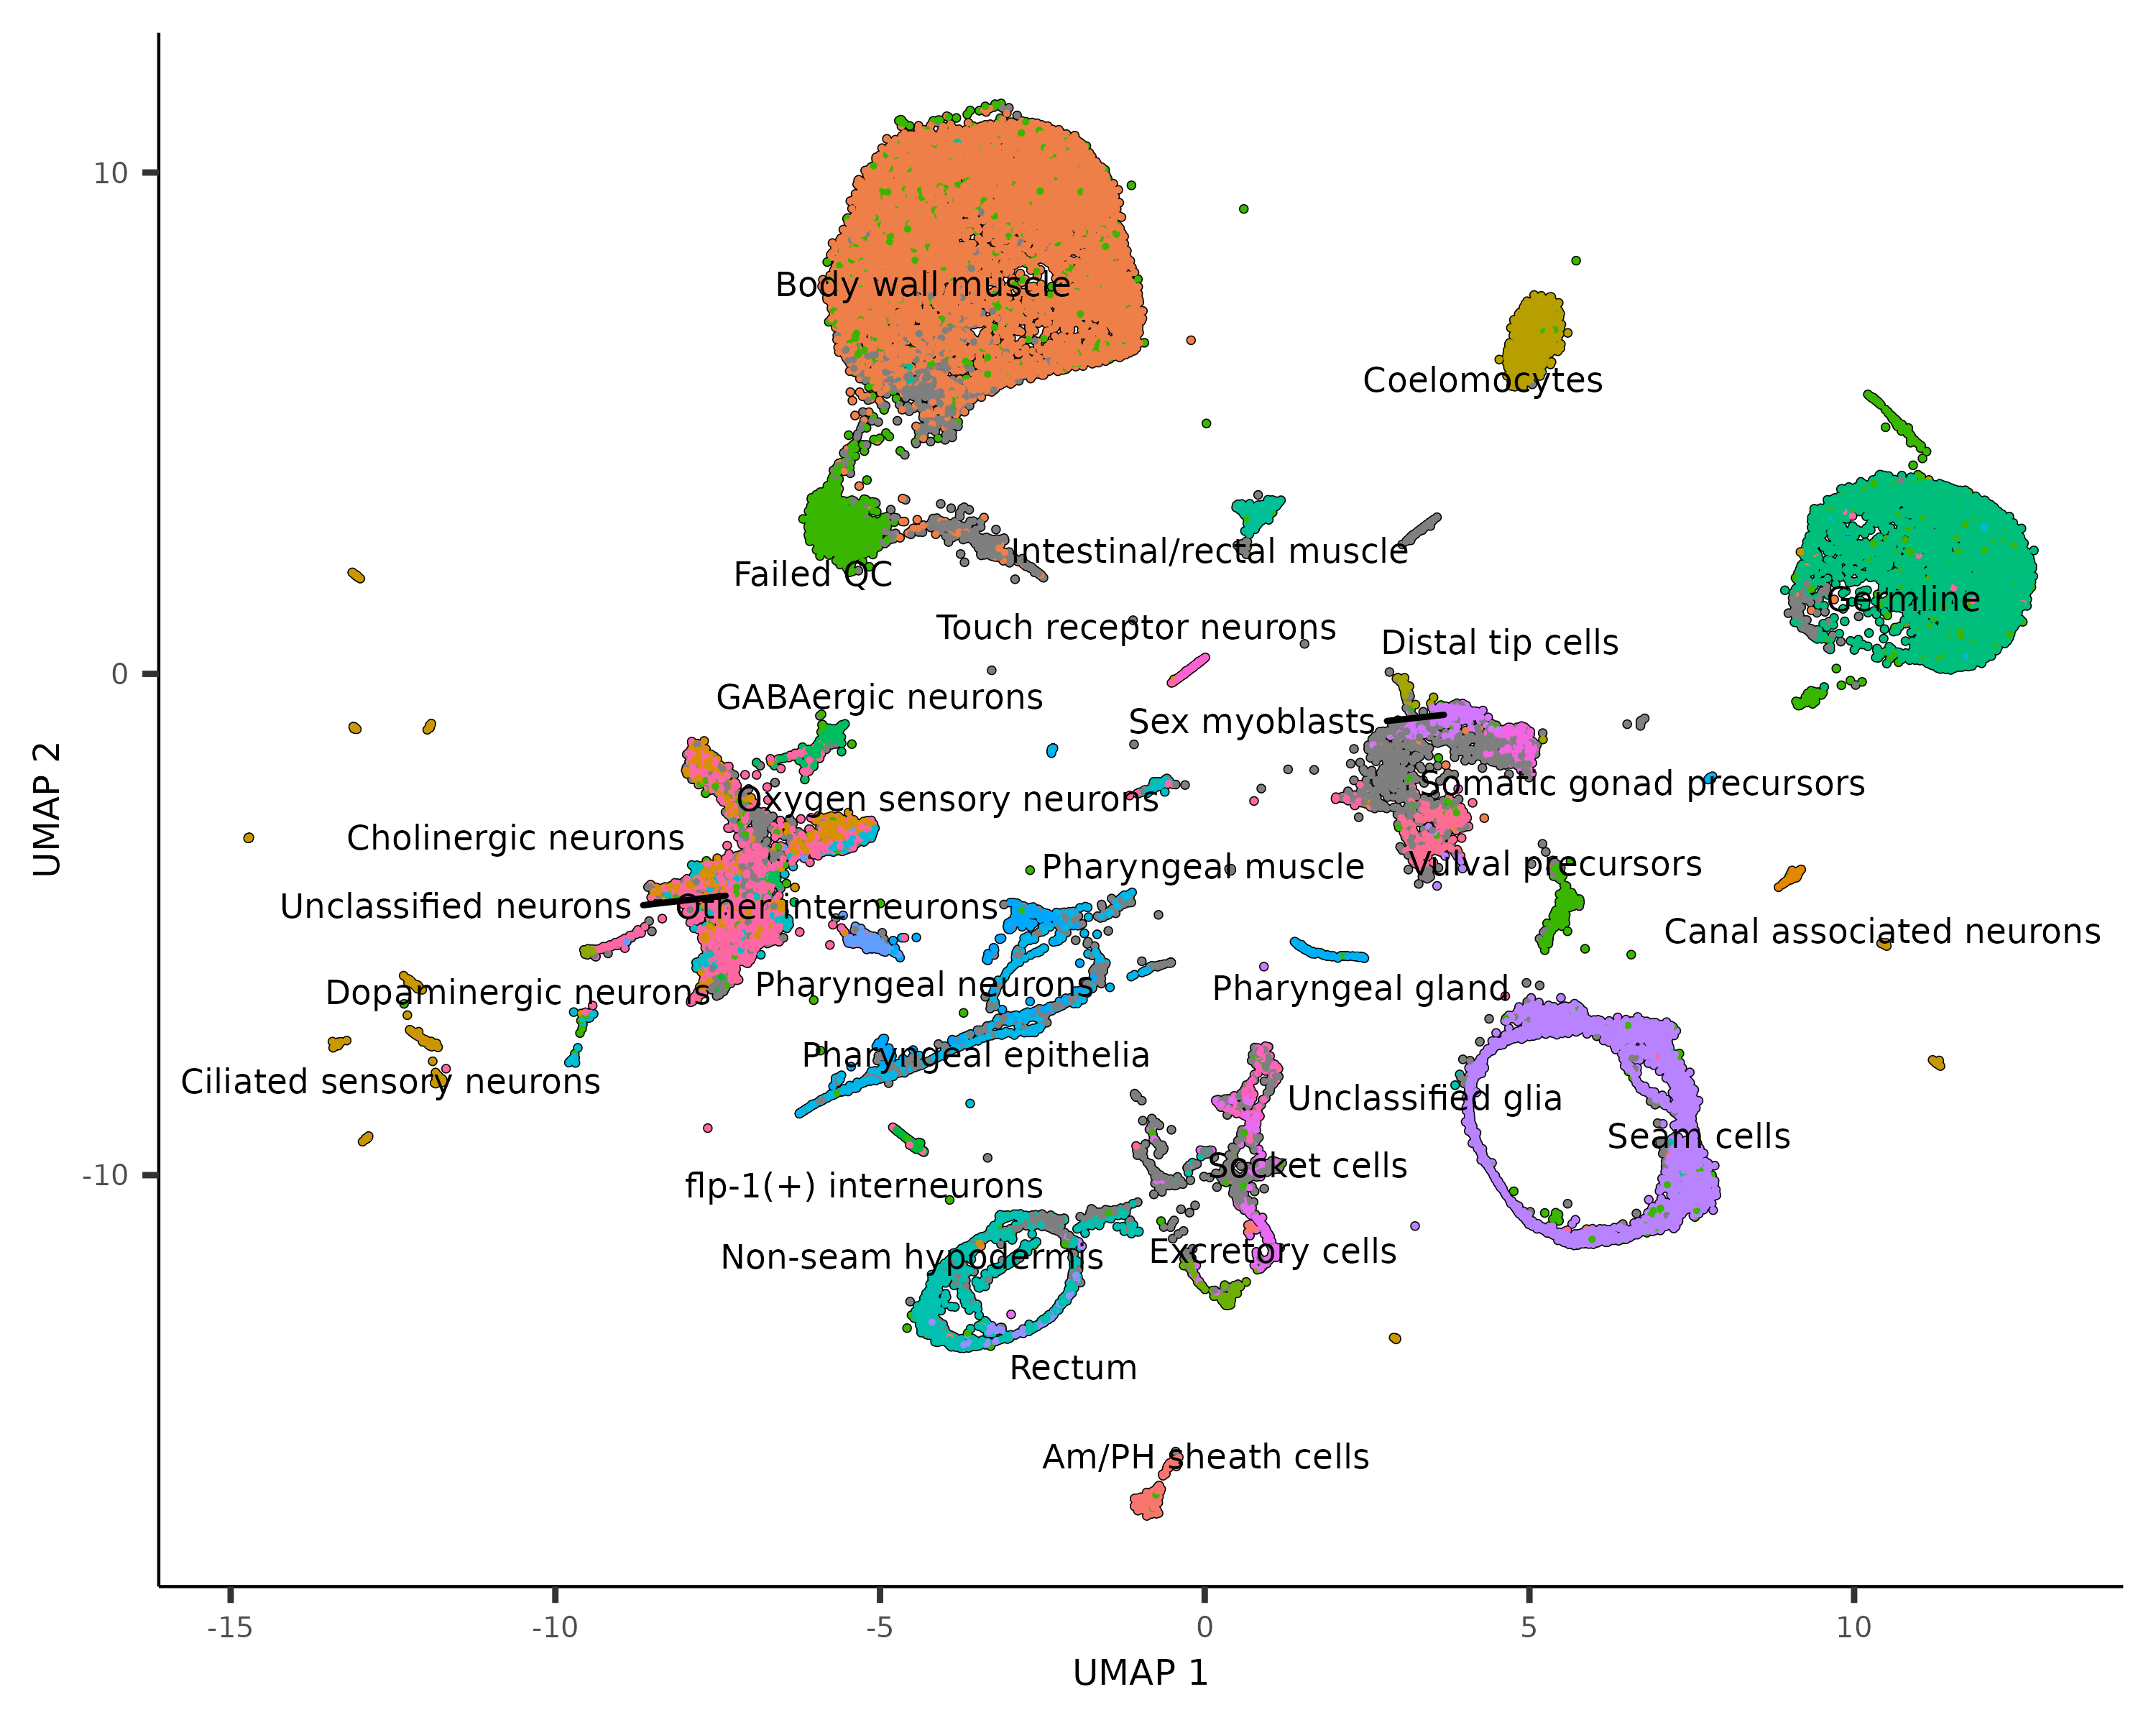 10
0
-10
UMAP 2
Body wall muscle
Coelomocytes
Intestinal/rectal muscle
Failed QC
Germline
Touch receptor neurons
Distal tip cells
GABAergic neurons
Sex myoblasts
Somatic gonad precursors
Oxygen sensory neurons
Cholinergic neurons
Pharyngeal muscle
Vulval precursors
Unclassified neurons
Other interneurons
Canal associated neurons
Dopaminergic neurons
Pharyngeal neurons
Pharyngeal gland
Pharyngeal epithelia
Ciliated sensory neurons
Unclassified glia
Seam cells
Socket cells
flp-1(+) interneurons
Non-seam hypodermis
Excretory cells
Rectum
Am/PH sheath cells
-15
-10
-5
0
5
10
UMAP 1